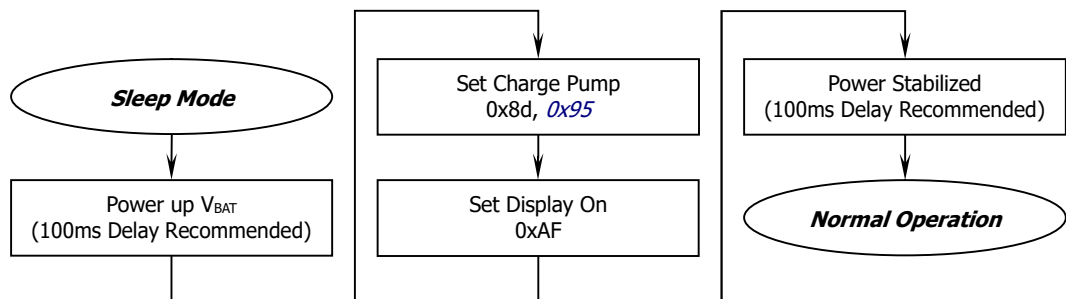 Sleep Mode
Power up VBAT
(100ms Delay Recommended)
Set Charge Pump
0x8d, 0x95
Set Display On
0xAF
Power Stabilized
(100ms Delay Recommended)
Normal Operation